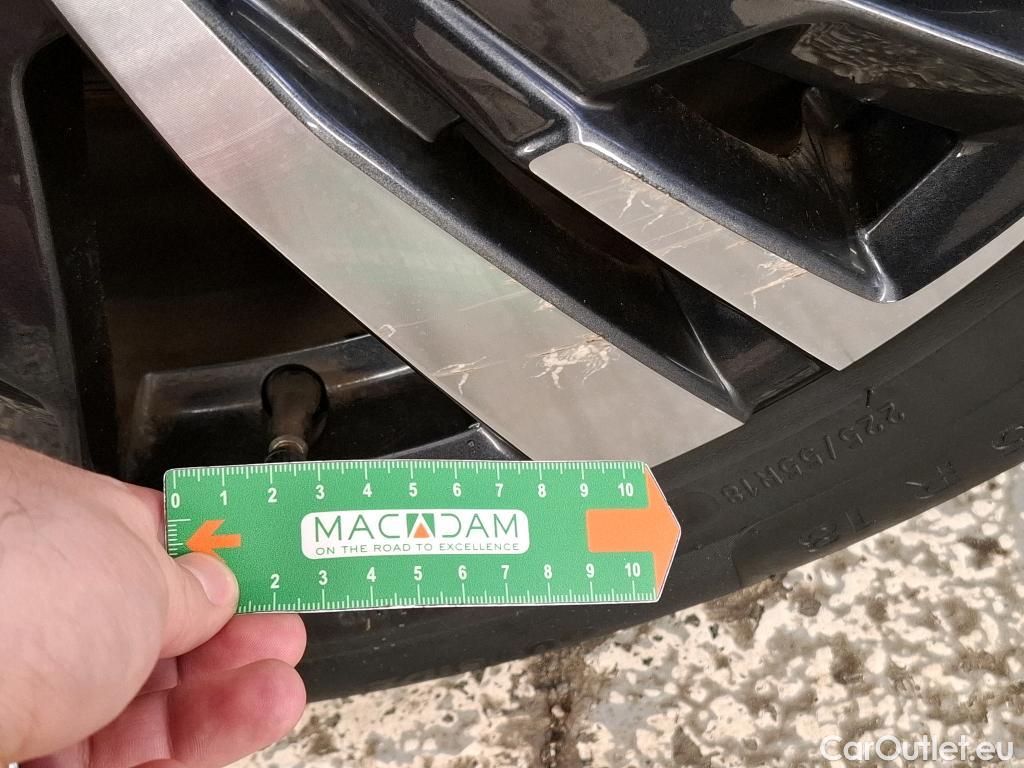 225/55R18
R
18
0 1 2 3 4 5 6 7 8 9 10
MACADAM
ON THE ROAD TO EXCELLENCE
2 3 4 5 6 7 8 9 10
CarOutlet.eu